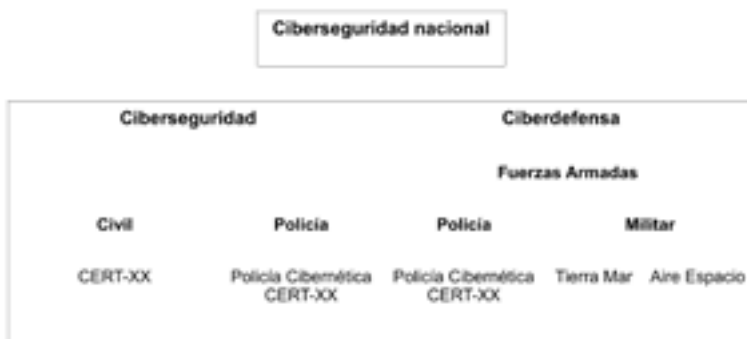 Ciberseguridad nacional
Ciberseguridad Ciberdefensa
Fuerzas Armadas
Civil Policía Policía Militar
CERT-XX Policía Cibernética Policía Cibernética Tierra Mar Aire Espacio
CERT-XX CERT-XX